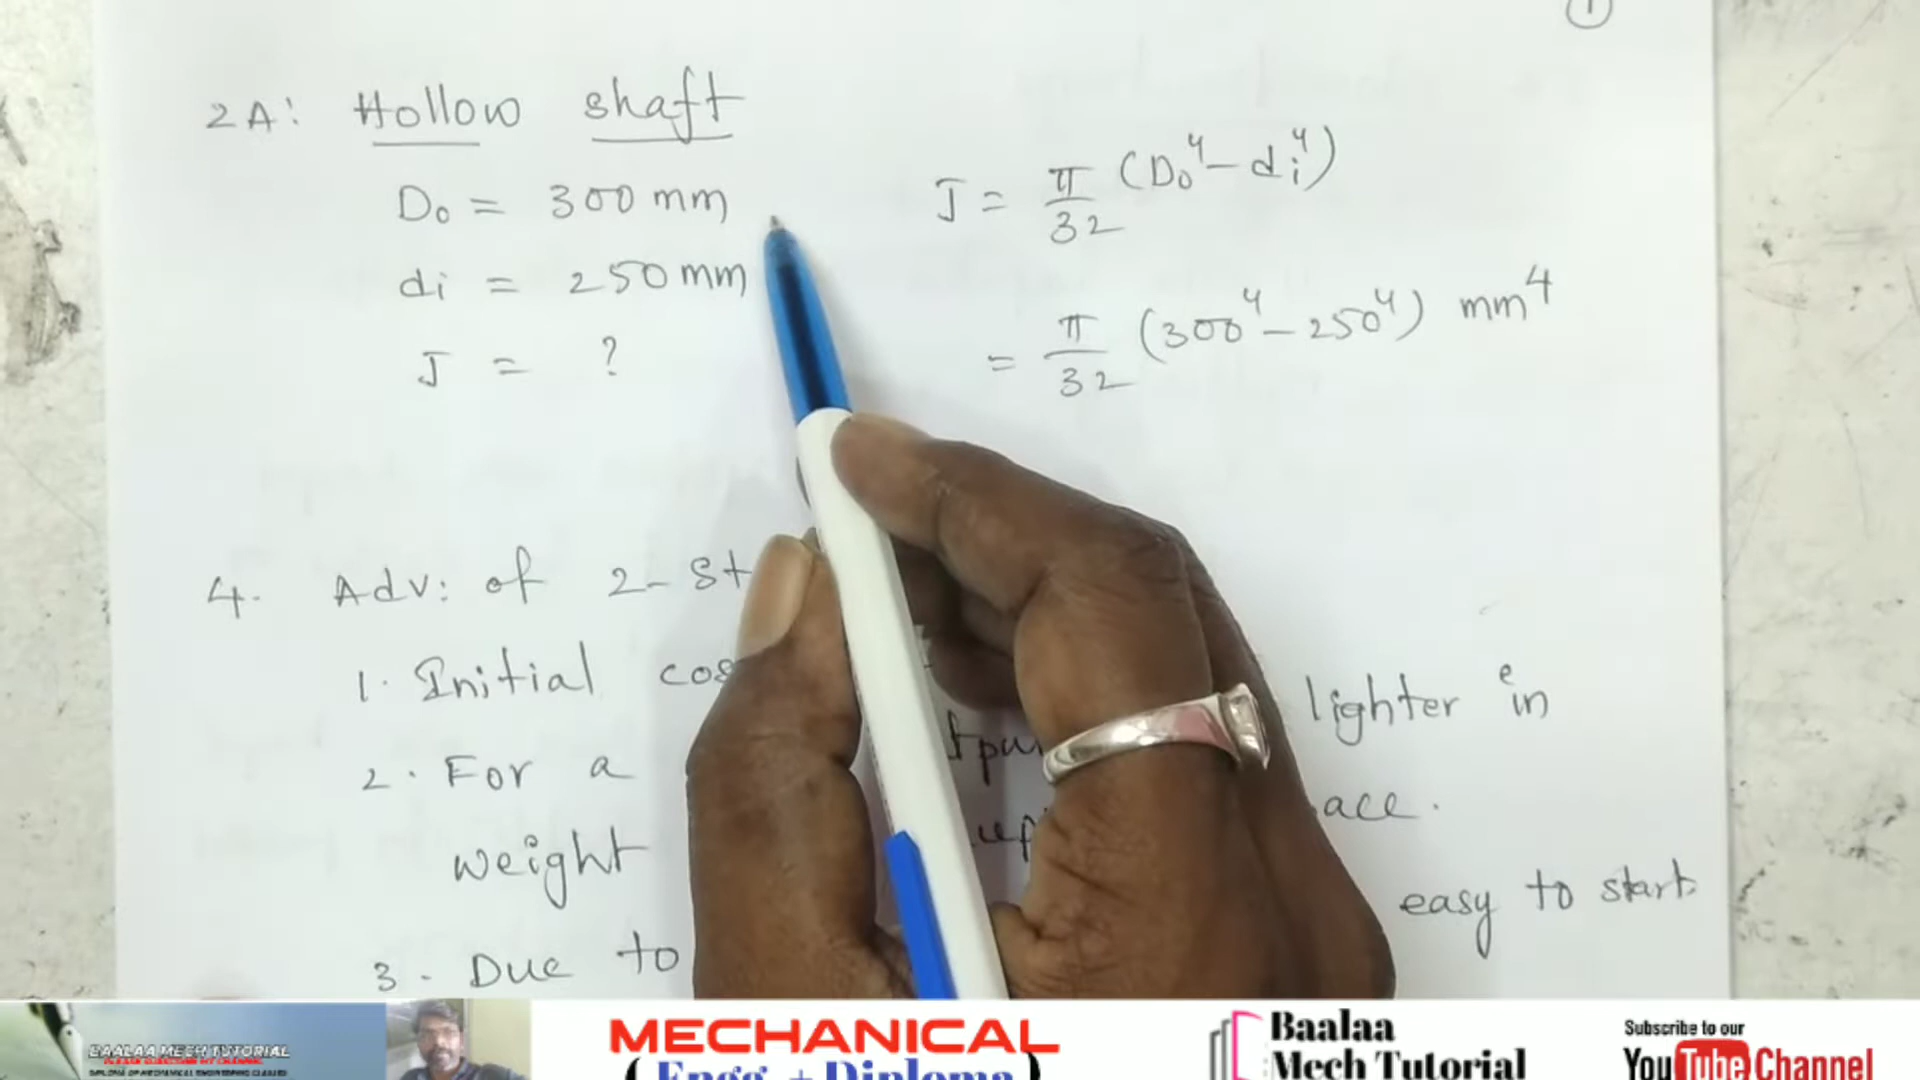 1
2A: Hollow shaft
D₀ = 300 mm
di = 250 mm
J = ?
J = π/32 (D₀⁴ - di⁴)
= π/32 (300⁴ - 250⁴) mm⁴
4. Adv: of 2-St
1. Initial cos
2. For a lighter in
weight
3. Due to easy to start
BAALAA MECH TUTORIAL
MECHANICAL
(Engg. + Diploma)
Baalaa
Mech Tutorial
Subscribe to our
YouTube Channel